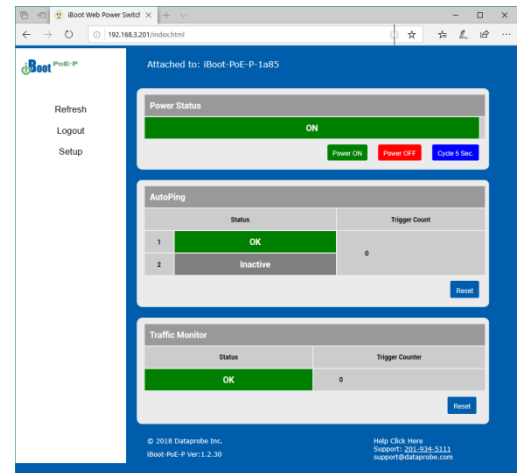 iBoot Web Power Switch
192.168.3.201/index.html
iBoot PoE-P
Attached to: iBoot-PoE-P-1a85
Refresh
Logout
Setup
Power Status
ON
Power ON Power OFF Cycle 5 Sec.
AutoPing
Status Trigger Count
1 OK 0
2 Inactive
Reset
Traffic Monitor
Status Trigger Counter
OK 0
Reset
© 2018 Dataprobe Inc. Help Click Here
iBoot-PoE-P Ver:1.2.30 Support: 201-934-5111
support@dataprobe.com